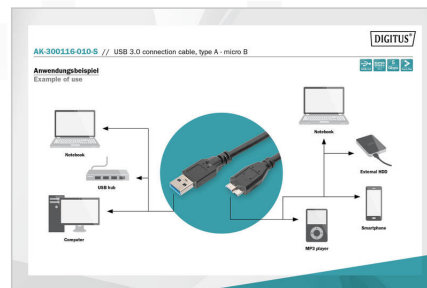 DIGITUS®
AK-300116-010-S // USB 3.0 connection cable, type A - micro B
Anwendungsbeispiel
Example of use
Notebook
USB hub
Computer
Notebook
External HDD
Smartphone
MP3 player